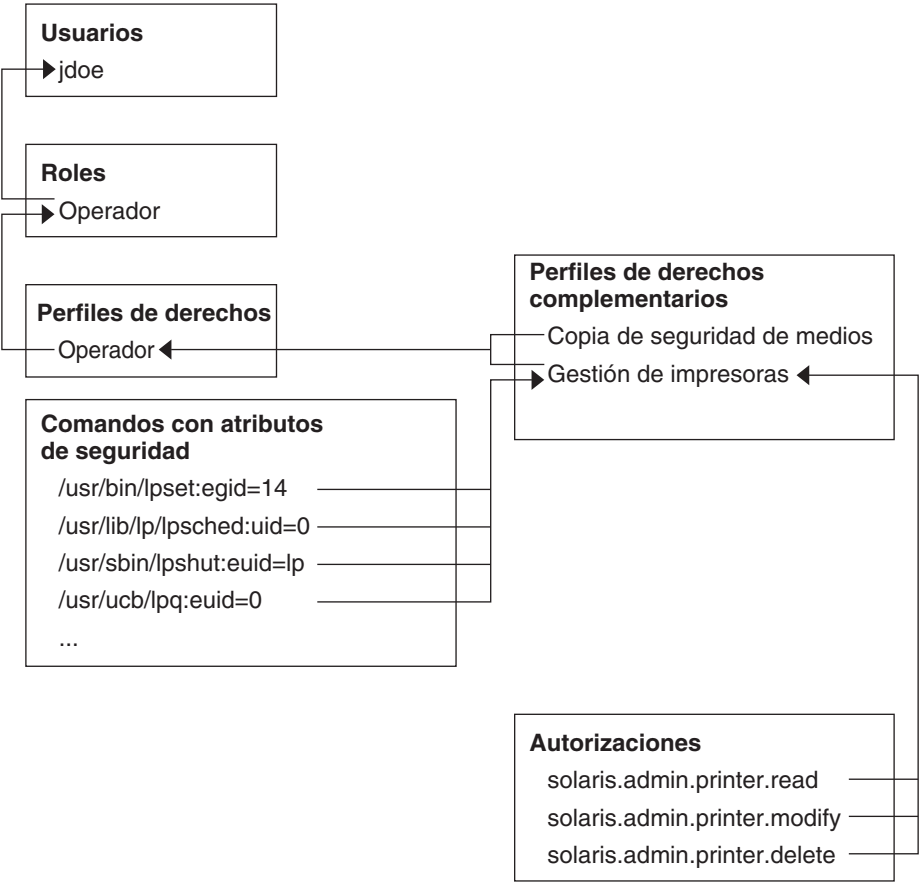 Usuarios
jdoe
Roles
Operador
Perfiles de derechos
Operador
Perfiles de derechos
complementarios
Copia de seguridad de medios
Gestión de impresoras
Comandos con atributos
de seguridad
/usr/bin/lpset:egid=14
/usr/lib/lp/lpsched:uid=0
/usr/sbin/lpshut:euid=lp
/usr/ucb/lpq:euid=0
...
Autorizaciones
solaris.admin.printer.read
solaris.admin.printer.modify
solaris.admin.printer.delete